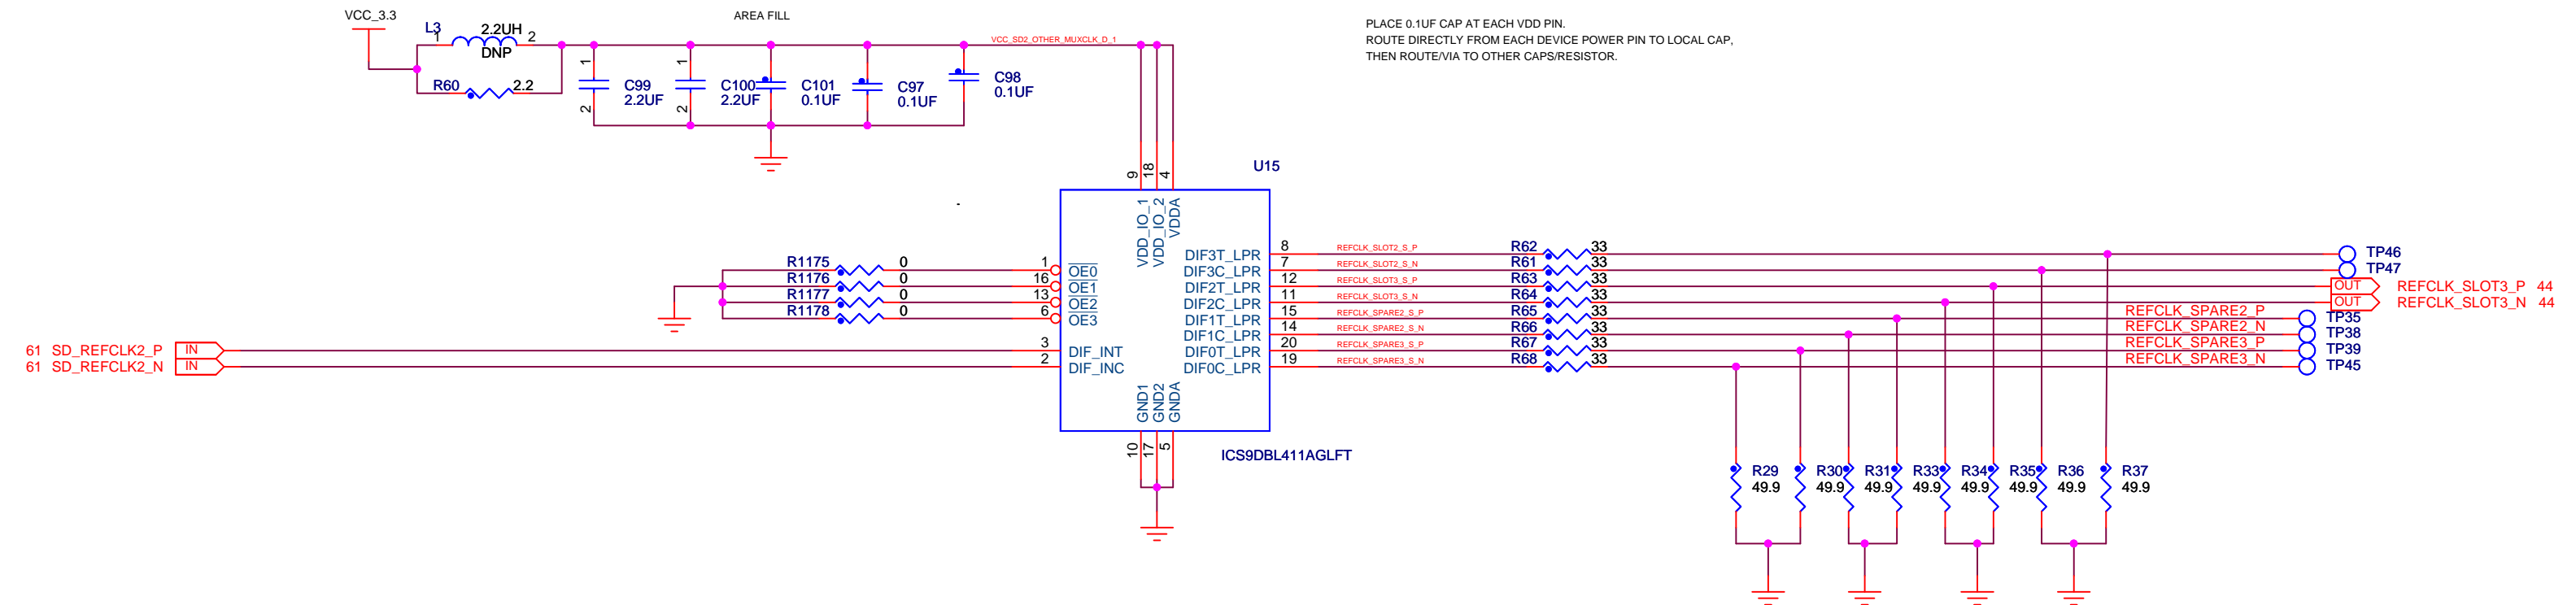 VCC_3.3
AREA FILL
PLACE 0.1UF CAP AT EACH VDD PIN.
ROUTE DIRECTLY FROM EACH DEVICE POWER PIN TO LOCAL CAP,
THEN ROUTE/VIA TO OTHER CAPS/RESISTOR.
L3
2.2UH
1
2
DNP
R60
2.2
VCC_SD2_OTHER_MUXCLK_D_1
1
2
C99
2.2UF
1
2
C100
2.2UF
C101
0.1UF
C97
0.1UF
C98
0.1UF
U15
9
18
4
VDD_IO_1
VDD_IO_2
VDDA
R1175 0 1 OE0
R1176 0 16 OE1
R1177 0 13 OE2
R1178 0 6 OE3
61 SD_REFCLK2_P IN 3 DIF_INT
61 SD_REFCLK2_N IN 2 DIF_INC
DIF3T_LPR 8 REFCLK_SLOT2_S_P R62 33 TP46
DIF3C_LPR 7 REFCLK_SLOT2_S_N R61 33 TP47
DIF2T_LPR 12 REFCLK_SLOT3_S_P R63 33 OUT REFCLK_SLOT3_P 44
DIF2C_LPR 11 REFCLK_SLOT3_S_N R64 33 OUT REFCLK_SLOT3_N 44
DIF1T_LPR 15 REFCLK_SPARE2_S_P R65 33 REFCLK_SPARE2_P TP35
DIF1C_LPR 14 REFCLK_SPARE2_S_N R66 33 REFCLK_SPARE2_N TP38
DIF0T_LPR 20 REFCLK_SPARE3_S_P R67 33 REFCLK_SPARE3_P TP39
DIF0C_LPR 19 REFCLK_SPARE3_S_N R68 33 REFCLK_SPARE3_N TP45
GND1
GND2
GNDA
10
17
5
ICS9DBL411AGLFT
R29 R30 R31 R33 R34 R35 R36 R37
49.9 49.9 49.9 49.9 49.9 49.9 49.9 49.9